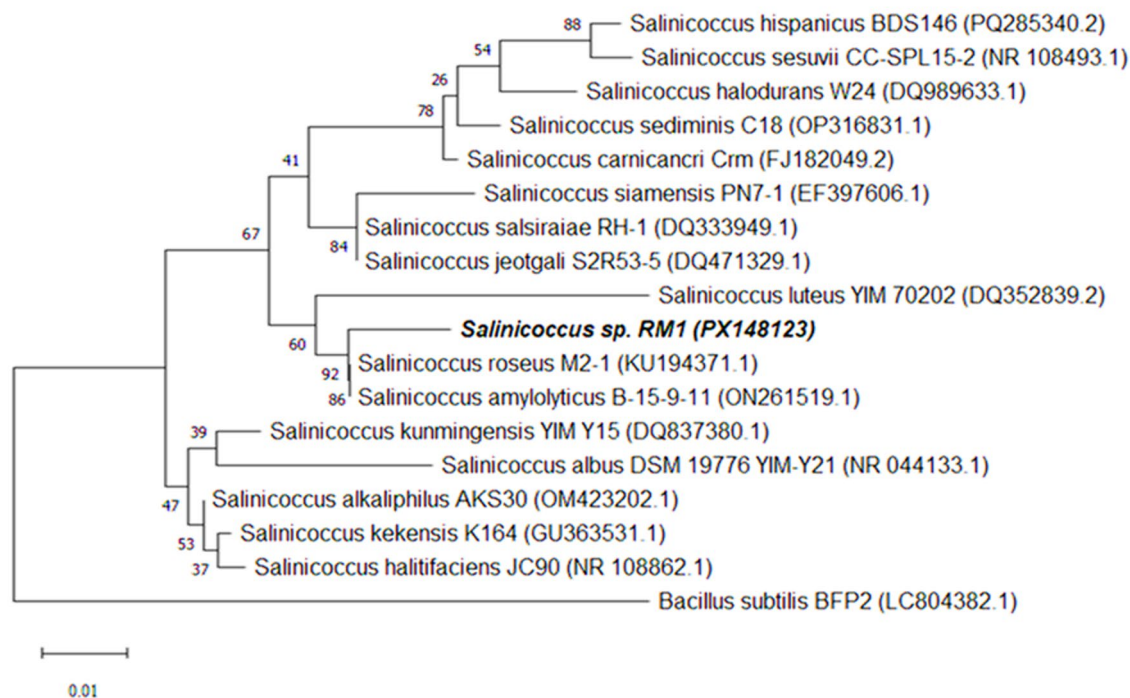 88 Salinicoccus hispanicus BDS146 (PQ285340.2)
54 Salinicoccus sesuvii CC-SPL15-2 (NR 108493.1)
26 Salinicoccus halodurans W24 (DQ989633.1)
78 Salinicoccus sediminis C18 (OP316831.1)
41 Salinicoccus carnicancri Crm (FJ182049.2)
Salinicoccus siamensis PN7-1 (EF397606.1)
67 Salinicoccus salsiraiae RH-1 (DQ333949.1)
84 Salinicoccus jeotgali S2R53-5 (DQ471329.1)
Salinicoccus luteus YIM 70202 (DQ352839.2)
60 Salinicoccus sp. RM1 (PX148123)
92 Salinicoccus roseus M2-1 (KU194371.1)
86 Salinicoccus amylolyticus B-15-9-11 (ON261519.1)
39 Salinicoccus kunmingensis YIM Y15 (DQ837380.1)
Salinicoccus albus DSM 19776 YIM-Y21 (NR 044133.1)
47 Salinicoccus alkaliphilus AKS30 (OM423202.1)
53 Salinicoccus kekensis K164 (GU363531.1)
37 Salinicoccus halitifaciens JC90 (NR 108862.1)
Bacillus subtilis BFP2 (LC804382.1)
0.01